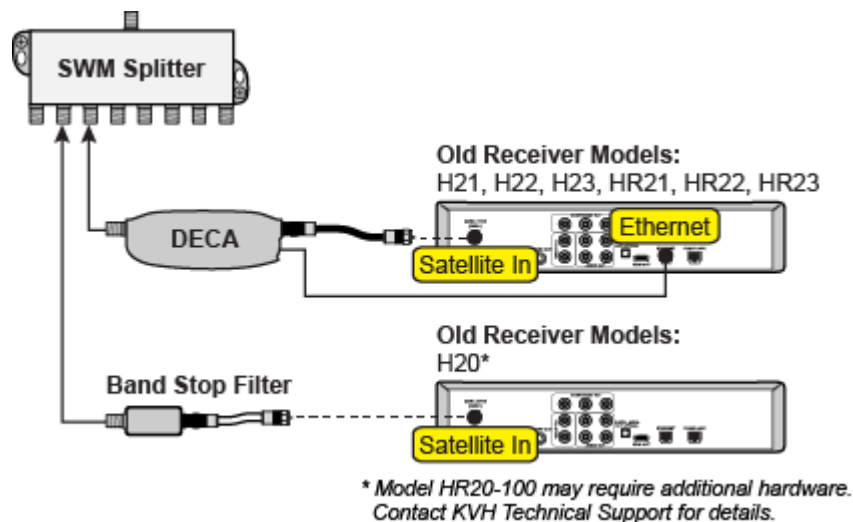 SWM Splitter
Old Receiver Models:
H21, H22, H23, HR21, HR22, HR23
Ethernet
DECA
Satellite In
Old Receiver Models:
H20*
Band Stop Filter
Satellite In
* Model HR20-100 may require additional hardware.
Contact KVH Technical Support for details.